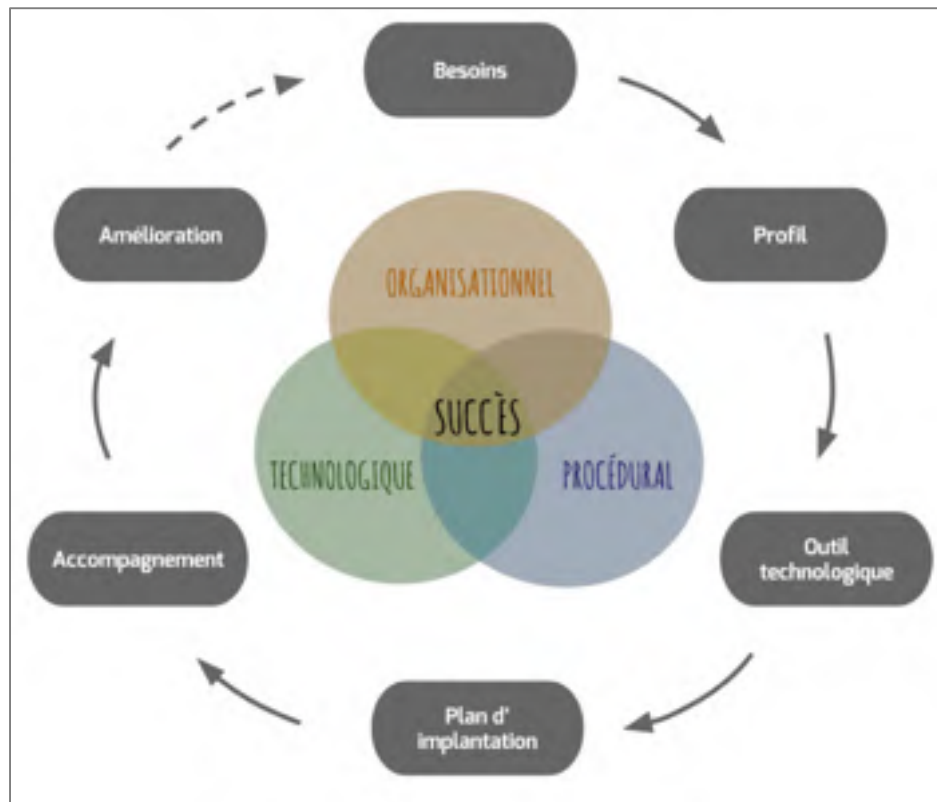 Besoins
Amélioration
Profil
ORGANISATIONNEL
SUCCÈS
TECHNOLOGIQUE
PROCÉDURAL
Accompagnement
Outil
technologique
Plan d'
implantation